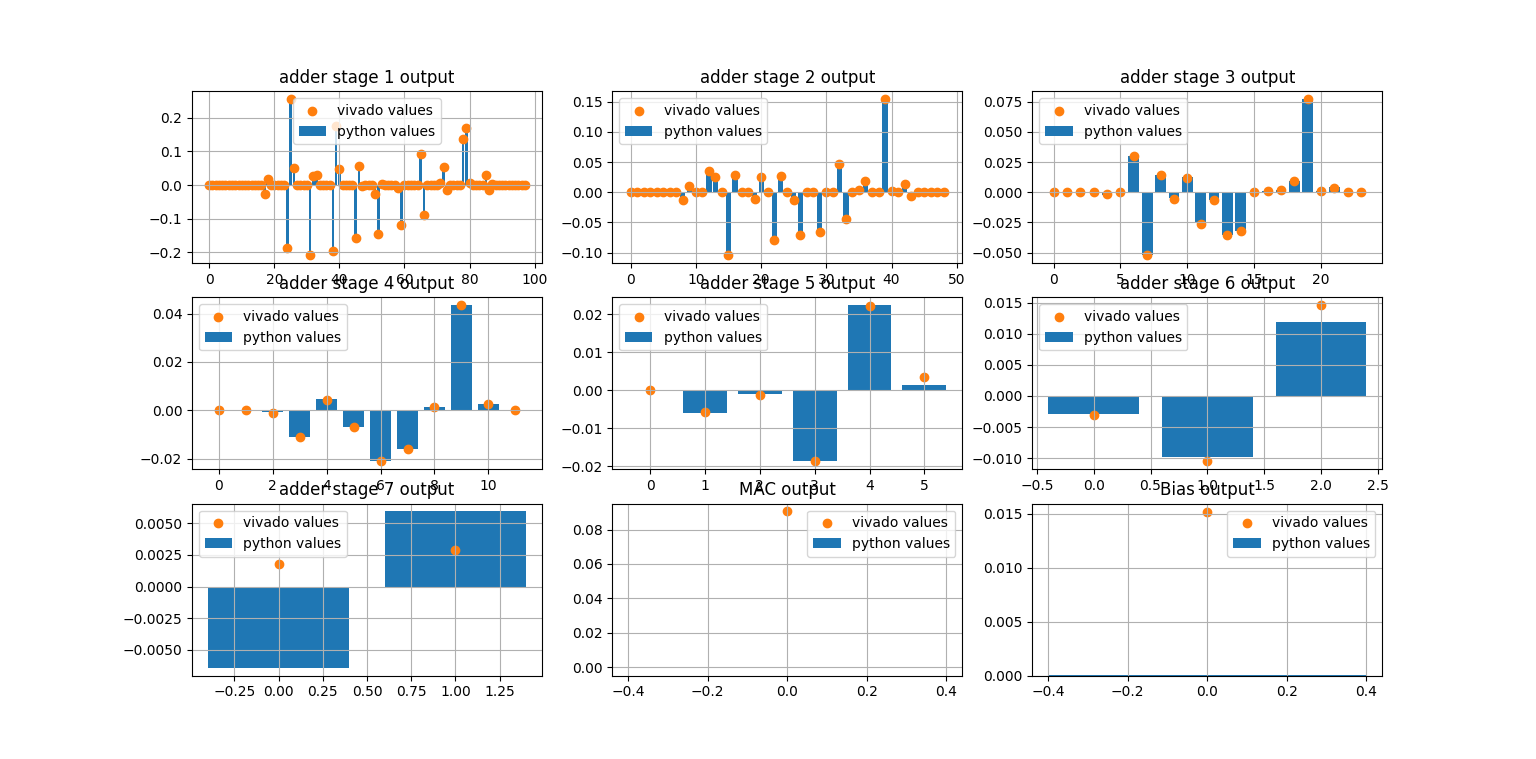 adder stage 1 output
adder stage 2 output
adder stage 3 output
vivado values
python values
0.2
0.1
0.0
−0.1
−0.2
0 20 40 60 80 100
vivado values
python values
0.15
0.10
0.05
0.00
−0.05
−0.10
0 10 20 30 40 50
vivado values
python values
0.075
0.050
0.025
0.000
−0.025
−0.050
0 5 10 15 20
adder stage 4 output
adder stage 5 output
adder stage 6 output
vivado values
python values
0.04
0.02
0.00
−0.02
0 2 4 6 8 10
vivado values
python values
0.02
0.01
0.00
−0.01
−0.02
0 1 2 3 4 5
vivado values
python values
0.015
0.010
0.005
0.000
−0.005
−0.010
−0.5 0.0 0.5 1.0 1.5 2.0 2.5
adder stage 7 output
MAC output
Bias output
vivado values
python values
0.0050
0.0025
0.0000
−0.0025
−0.0050
−0.25 0.00 0.25 0.50 0.75 1.00 1.25
vivado values
python values
0.08
0.06
0.04
0.02
0.00
−0.4 −0.2 0.0 0.2 0.4
vivado values
python values
0.015
0.010
0.005
0.000
−0.4 −0.2 0.0 0.2 0.4